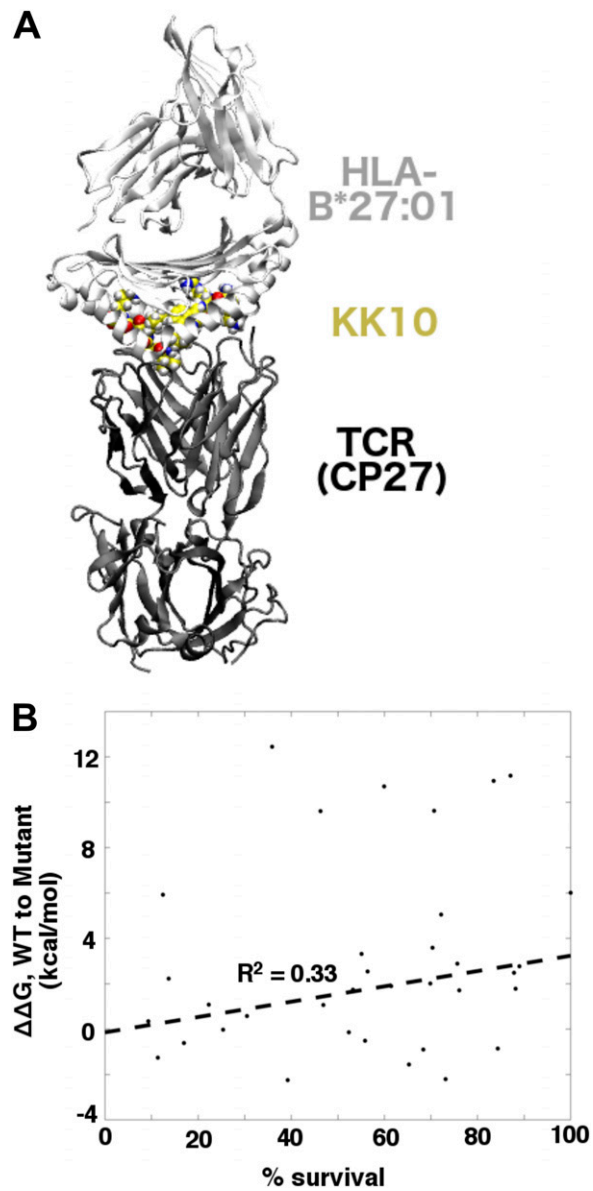 A
HLA-
B*27:01
KK10
TCR
(CP27)
B
ΔΔG, WT to Mutant
(kcal/mol)
12
8
4
0
-4
R² = 0.33
0 20 40 60 80 100
% survival